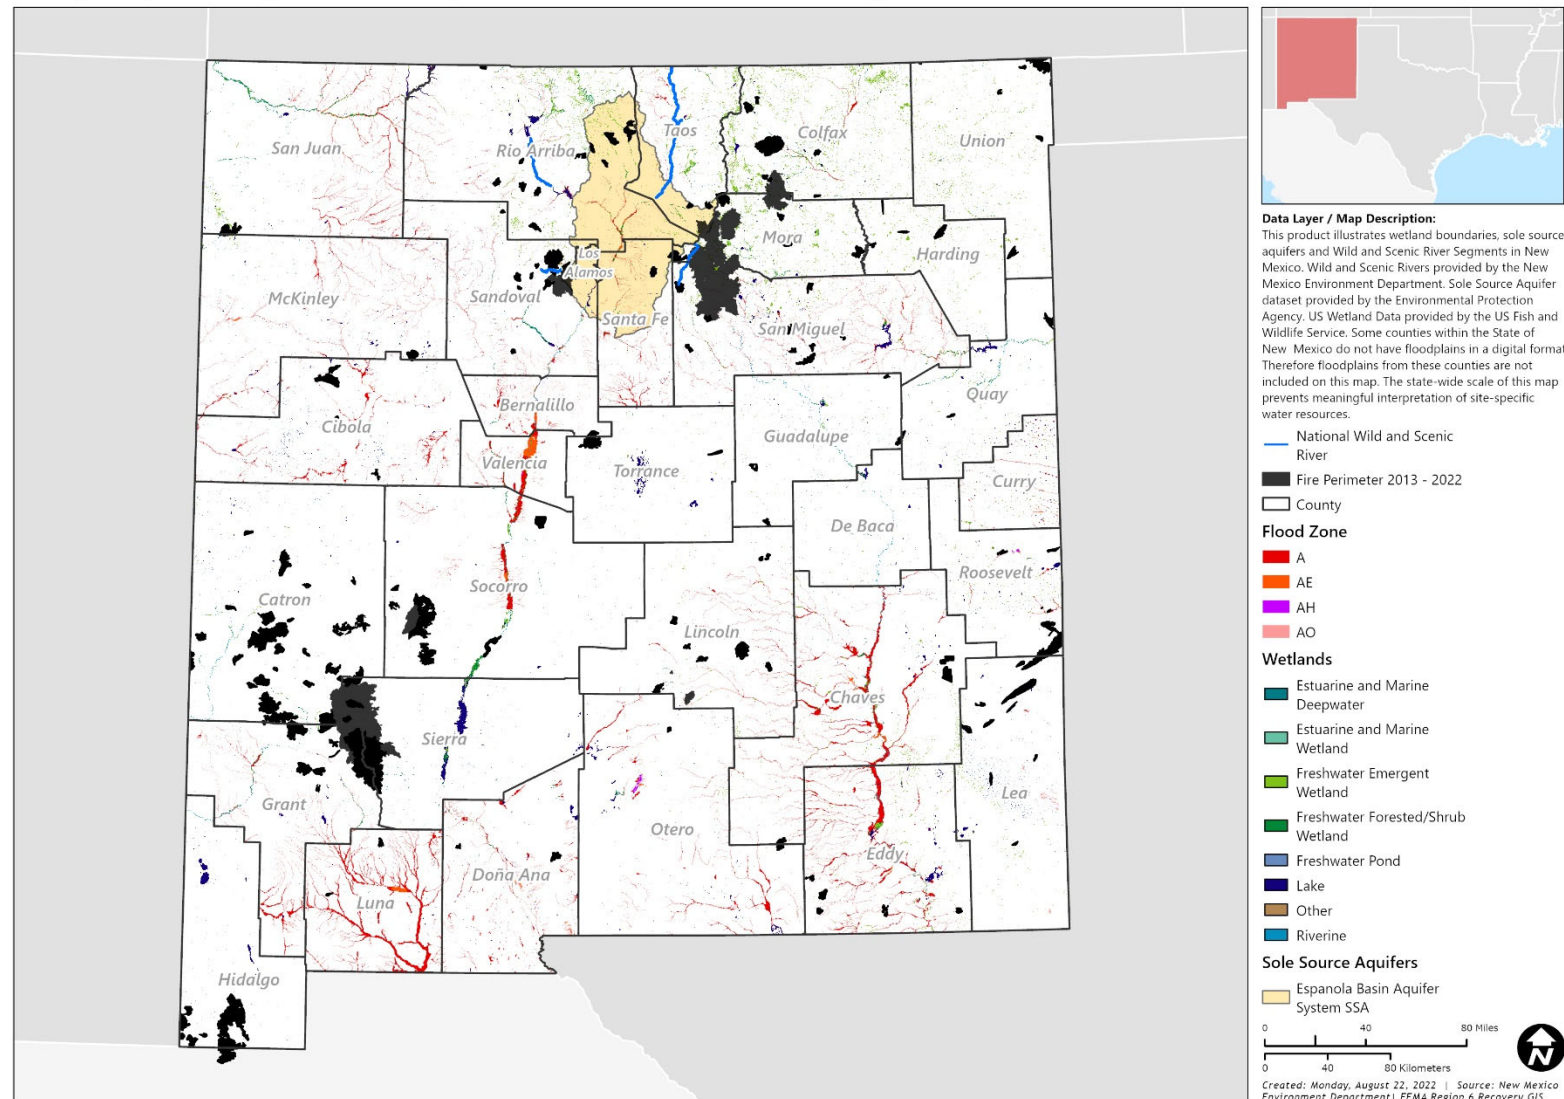 San Juan
Rio Arriba
Taos
Colfax
Union
McKinley
Sandoval
Los
Alamos
Santa Fe
Mora
Harding
San Miguel
Cibola
Bernalillo
Valencia
Torrance
Guadalupe
Quay
Curry
De Baca
Roosevelt
Catron
Socorro
Lincoln
Chaves
Sierra
Grant
Otero
Lea
Luna
Doña Ana
Eddy
Hidalgo
Data Layer / Map Description:
This product illustrates wetland boundaries, sole source
aquifers and Wild and Scenic River Segments in New
Mexico. Wild and Scenic Rivers provided by the New
Mexico Environment Department. Sole Source Aquifer
dataset provided by the Environmental Protection
Agency. US Wetland Data provided by the US Fish and
Wildlife Service. Some counties within the State of
New Mexico do not have floodplains in a digital format
Therefore floodplains from these counties are not
included on this map. The state-wide scale of this map
prevents meaningful interpretation of site-specific
water resources.
National Wild and Scenic
River
Fire Perimeter 2013 - 2022
County
Flood Zone
A
AE
AH
AO
Wetlands
Estuarine and Marine
Deepwater
Estuarine and Marine
Wetland
Freshwater Emergent
Wetland
Freshwater Forested/Shrub
Wetland
Freshwater Pond
Lake
Other
Riverine
Sole Source Aquifers
Espanola Basin Aquifer
System SSA
0 40 80 Miles
0 40 80 Kilometers
N
Created: Monday, August 22, 2022 | Source: New Mexico
Environment Department| FEMA Region 6 Recovery GIS